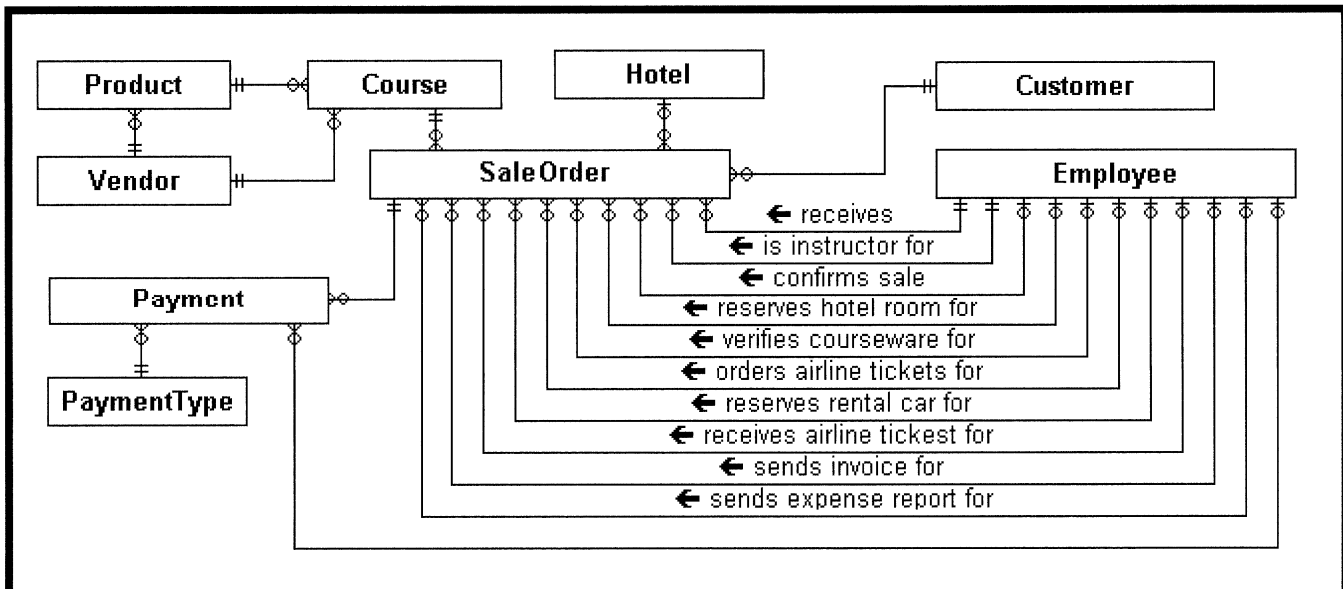 Product
Course
Hotel
Customer
Vendor
SaleOrder
Employee
receives
is instructor for
confirms sale
Payment
reserves hotel room for
verifies courseware for
orders airline tickets for
PaymentType
reserves rental car for
receives airline tickest for
sends invoice for
sends expense report for